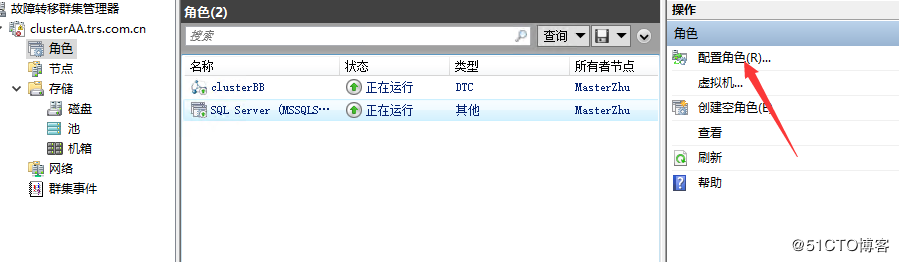 故障转移群集管理器
clusterAA.trs.com.cn
角色
节点
存储
磁盘
池
机箱
网络
群集事件
角色(2)
搜索
查询
名称 状态 类型 所有者节点
clusterBB 正在运行 DTC MasterZhu
SQL Server (MSSQLS... 正在运行 其他 MasterZhu
操作
角色
配置角色(R)...
虚拟机...
创建空角色(E
查看
刷新
帮助
@51CTO博客